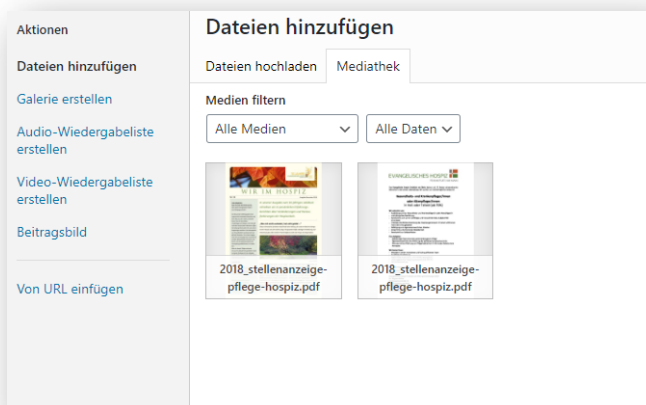 Aktionen
Dateien hinzufügen
Galerie erstellen
Audio-Wiedergabeliste
erstellen
Video-Wiedergabeliste
erstellen
Beitragsbild
Von URL einfügen
Dateien hinzufügen
Dateien hochladen Mediathek
Medien filtern
Alle Medien Alle Daten
WIR IM HOSPIZ
2018_stellenanzeige-
pflege-hospiz.pdf
EVANGELISCHES HOSPIZ
2018_stellenanzeige-
pflege-hospiz.pdf